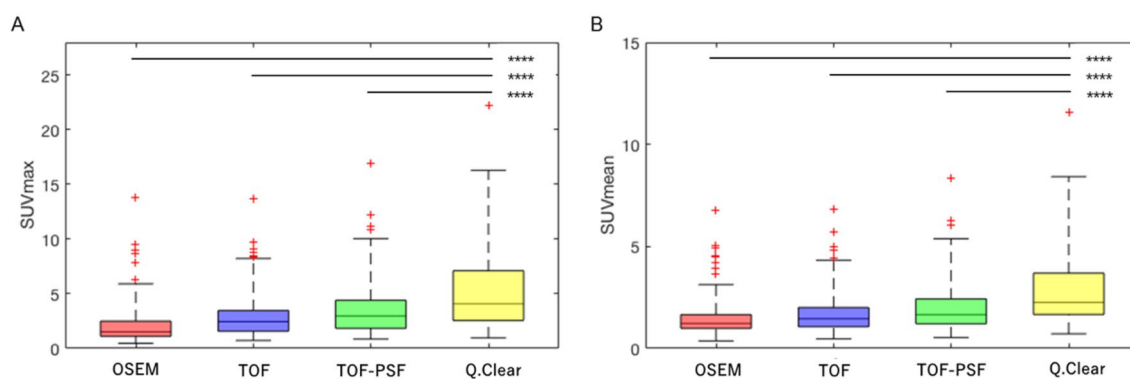 A
SUVmax
25
20
15
10
5
0
****
****
****
OSEM TOF TOF-PSF Q.Clear
B
SUVmean
15
10
5
0
****
****
****
OSEM TOF TOF-PSF Q.Clear